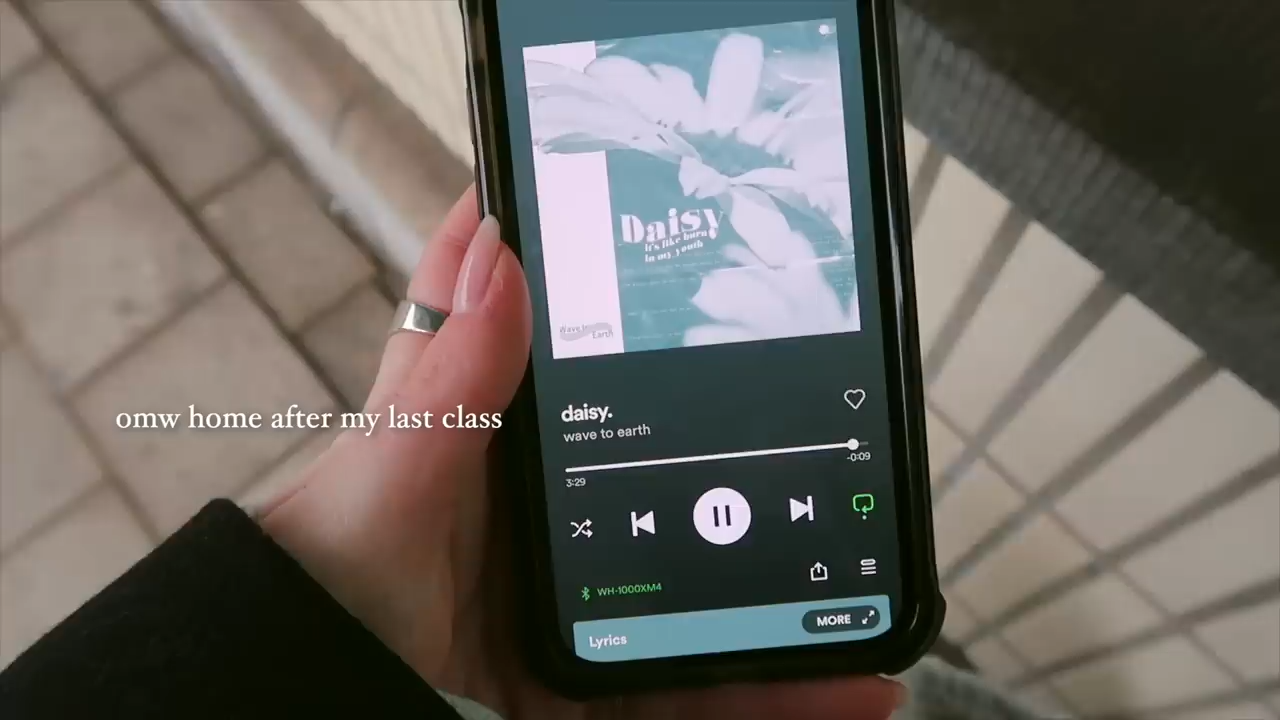 Daisy
it's like burn
in my youth
Wave to
Earth
omw home after my last class
daisy.
wave to earth
3:29
-0:09
WH-1000XM4
Lyrics
MORE